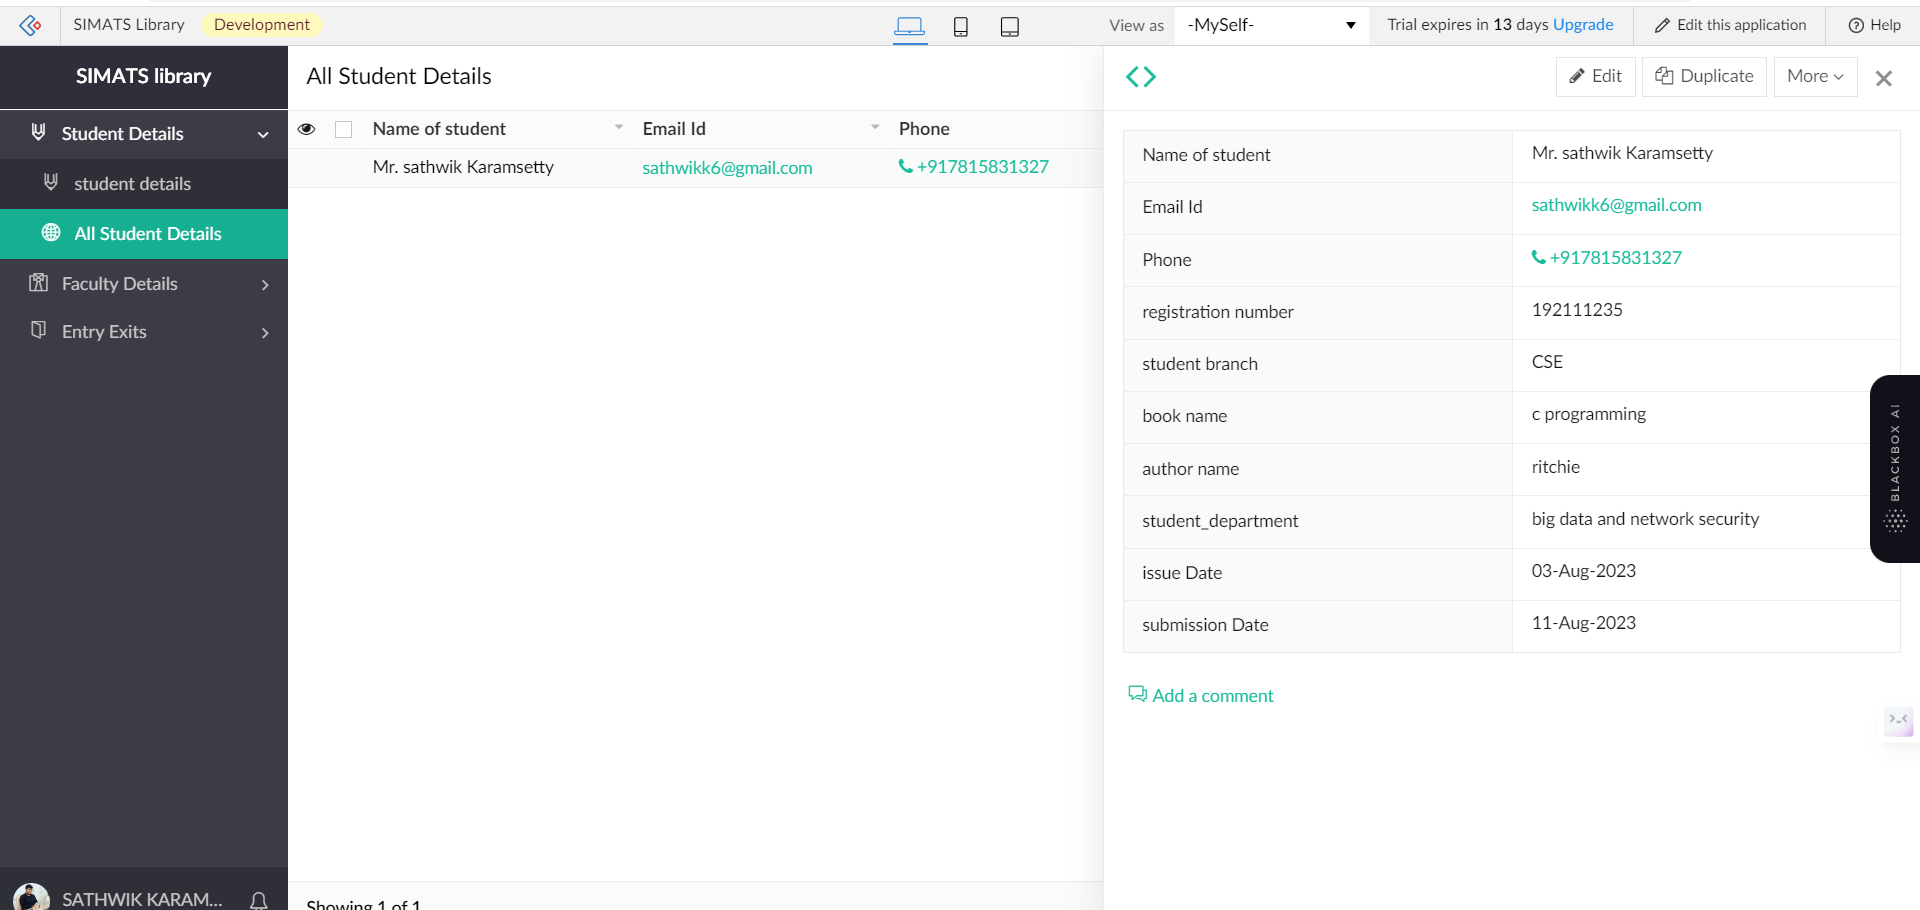 SIMATS Library Development View as -MySelf- Trial expires in 13 days Upgrade Edit this application Help
SIMATS library
Student Details
student details
All Student Details
Faculty Details
Entry Exits
SATHWIK KARAM...
All Student Details
Name of student Email Id Phone
Mr. sathwik Karamsetty sathwikk6@gmail.com +917815831327
Showing 1 of 1
Edit Duplicate More
Name of student Mr. sathwik Karamsetty
Email Id sathwikk6@gmail.com
Phone +917815831327
registration number 192111235
student branch CSE
book name c programming
author name ritchie
student_department big data and network security
issue Date 03-Aug-2023
submission Date 11-Aug-2023
Add a comment
BLACKBOX AI